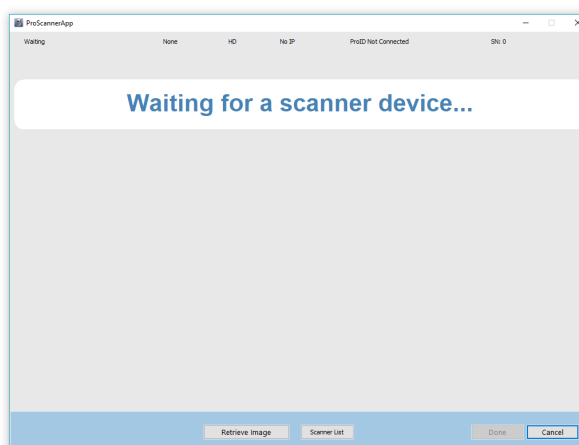 ProScannerApp
Waiting None HD No IP ProID Not Connected SN: 0
Waiting for a scanner device...
Retrieve Image Scanner List Done Cancel